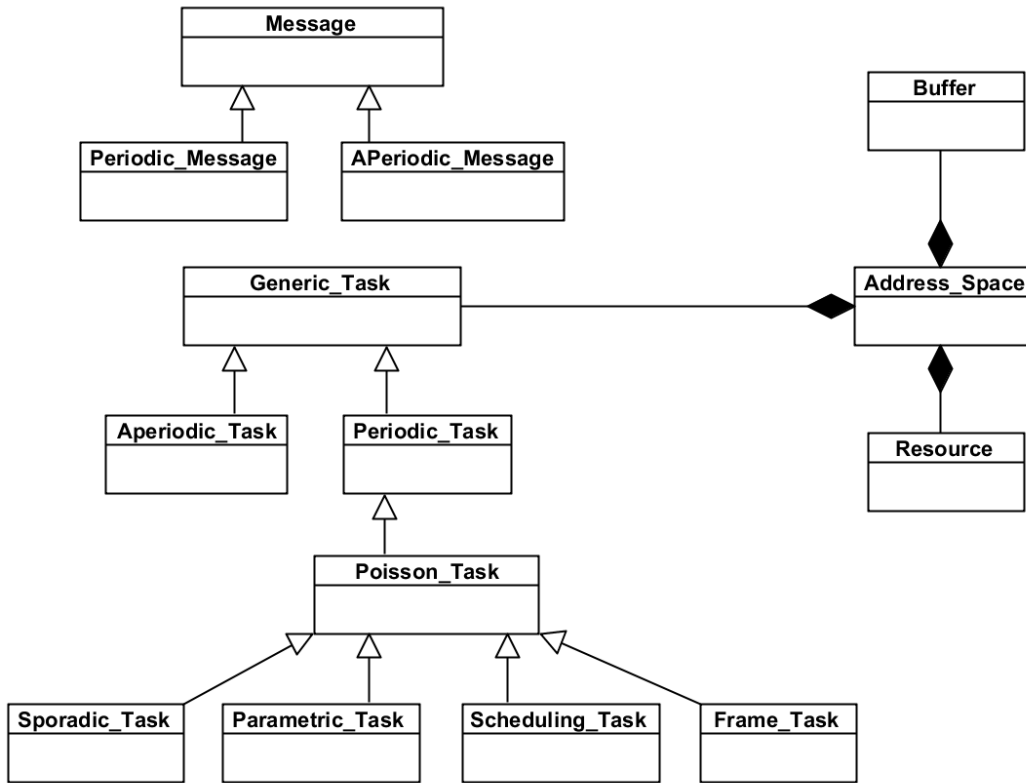 Message
Buffer
Periodic_Message
APeriodic_Message
Generic_Task
Address_Space
Aperiodic_Task
Periodic_Task
Resource
Poisson_Task
Sporadic_Task
Parametric_Task
Scheduling_Task
Frame_Task